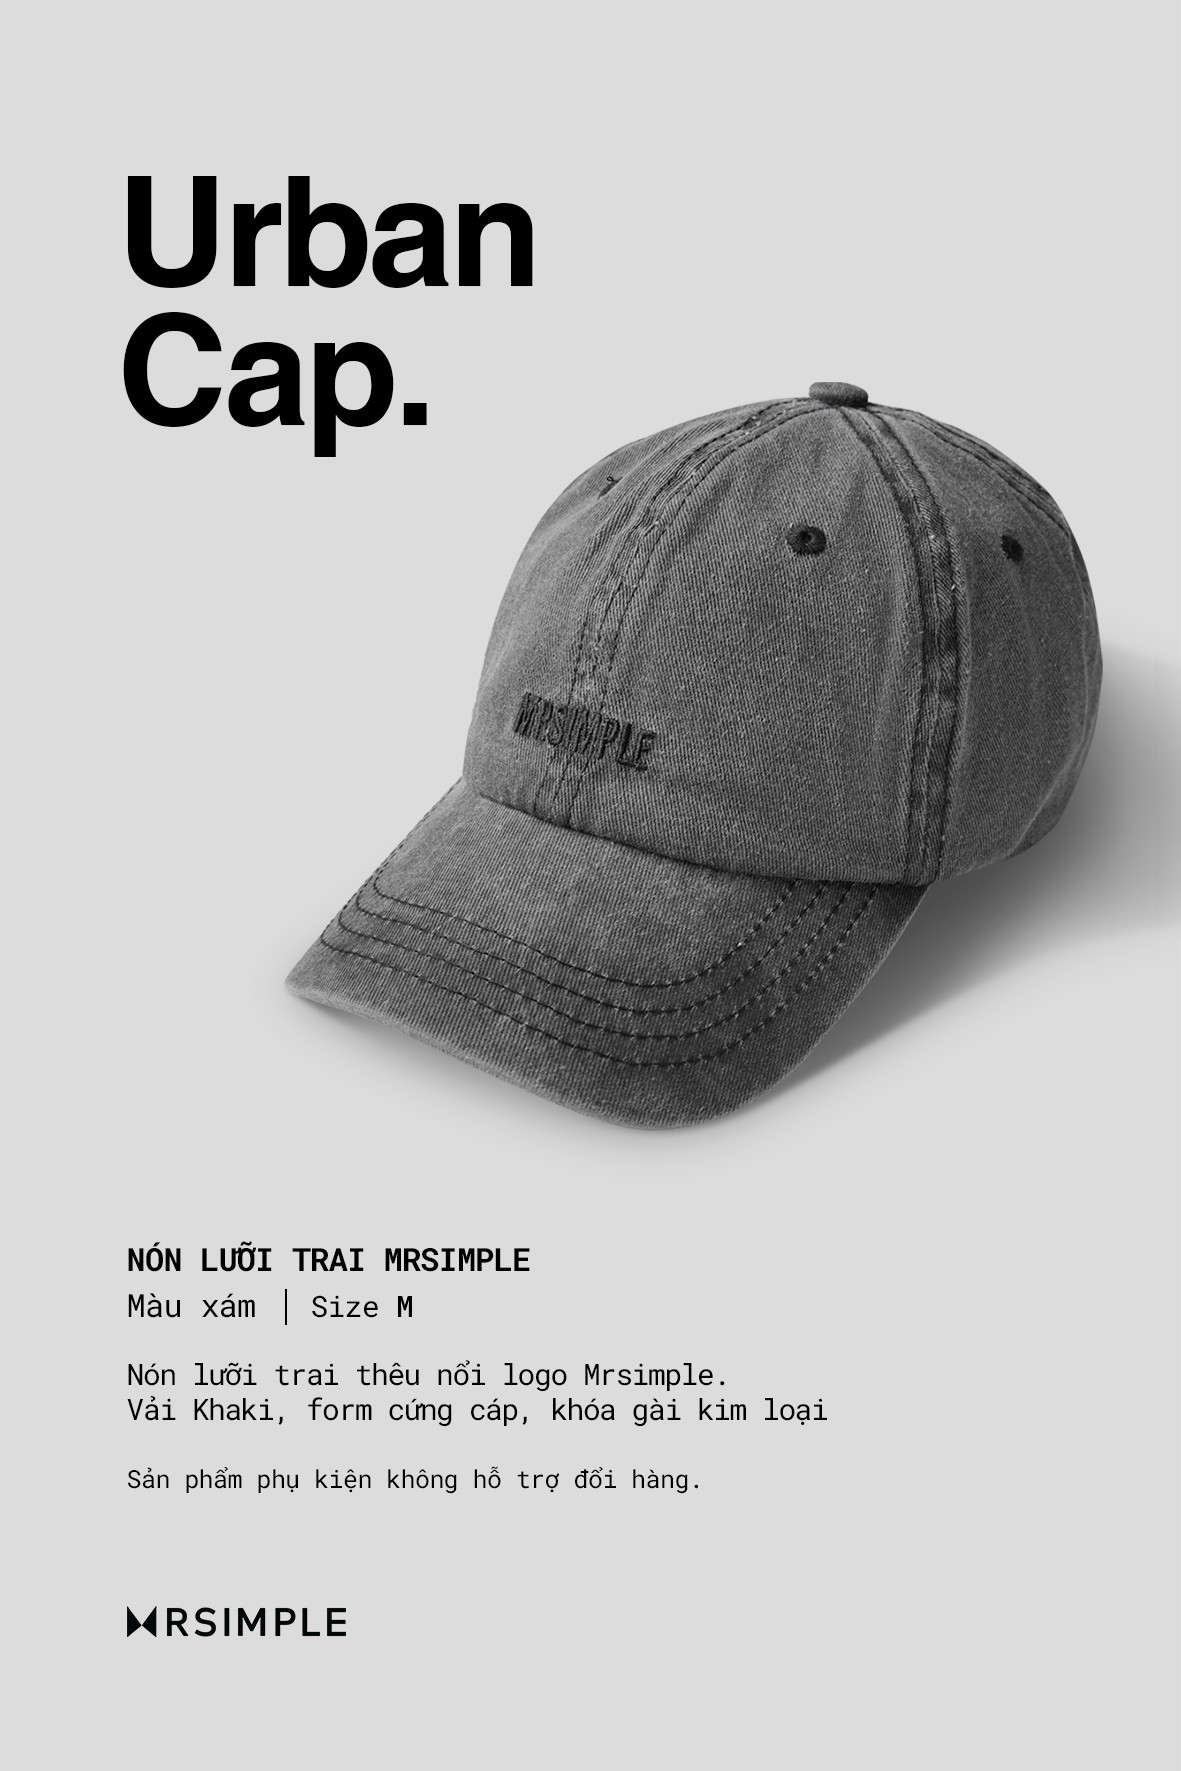 Urban
Cap.
MRSIMPLE
NÓN LƯỠI TRAI MRSIMPLE
Màu xám | Size M
Nón lưỡi trai thêu nổi logo Mrsimple.
Vải Khaki, form cứng cáp, khóa gài kim loại
Sản phẩm phụ kiện không hỗ trợ đổi hàng.
MRSIMPLE